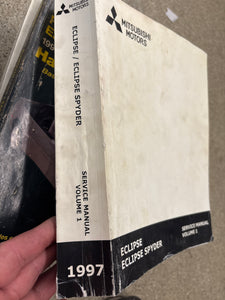 MITSUBISHI
MOTORS
ECLIPSE / ECLIPSE SPYDER
SERVICE MANUAL
VOLUME 1
1997
MITSUBISHI
MOTORS
ECLIPSE
ECLIPSE SPYDER
SERVICE MANUAL
VOLUME 1